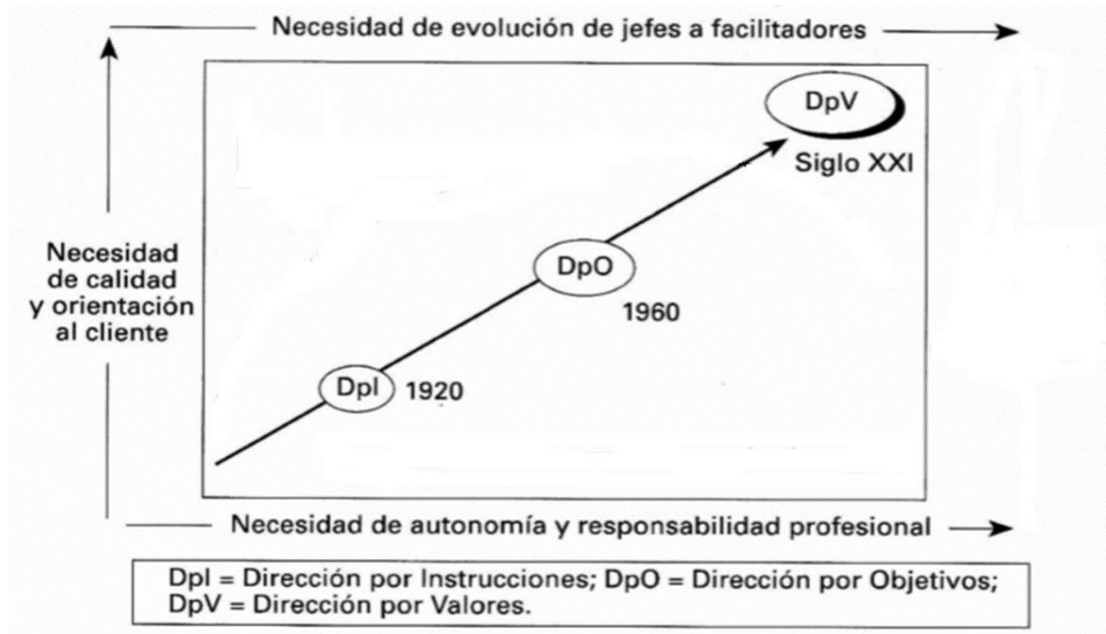 Necesidad de evolución de jefes a facilitadores
DpV
Siglo XXI
Necesidad
de calidad
y orientación
al cliente
DpO
1960
DpI
1920
Necesidad de autonomía y responsabilidad profesional
DpI = Dirección por Instrucciones; DpO = Dirección por Objetivos;
DpV = Dirección por Valores.